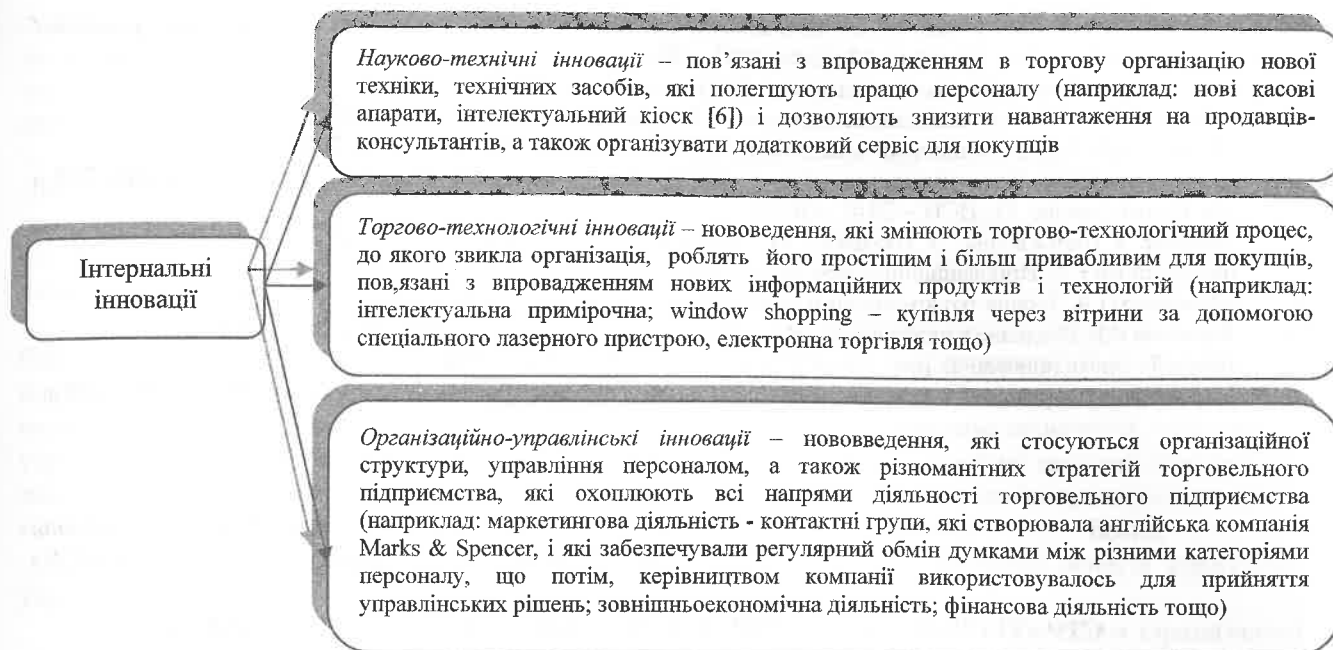 Науково-технічні інновації – пов’язані з впровадженням в торгову організацію нової
техніки, технічних засобів, які полегшують працю персоналу (наприклад: нові касові
апарати, інтелектуальний кіоск [6]) і дозволяють знизити навантаження на продавців-
консультантів, а також організувати додатковий сервіс для покупців
Інтернальні
інновації
Торгово-технологічні інновації – нововедення, які змінюють торгово-технологічний процес,
до якого звикла організація, роблять його простішим і більш привабливим для покупців,
пов,язані з впровадженням нових інформаційних продуктів і технологій (наприклад:
інтелектуальна примірочна; window shopping – купівля через вітрини за допомогою
спеціального лазерного пристрою, електронна торгівля тощо)
Організаційно-управлінські інновації – нововведення, які стосуються організаційної
структури, управління персоналом, а також різноманітних стратегій торговельного
підприємства, які охоплюють всі напрями діяльності торговельного підприємства
(наприклад: маркетингова діяльність - контактні групи, які створювала англійська компанія
Marks & Spencer, і які забезпечували регулярний обмін думками між різними категоріями
персоналу, що потім, керівництвом компанії використовувалось для прийняття
управлінських рішень; зовнішньоекономічна діяльність; фінансова діяльність тощо)